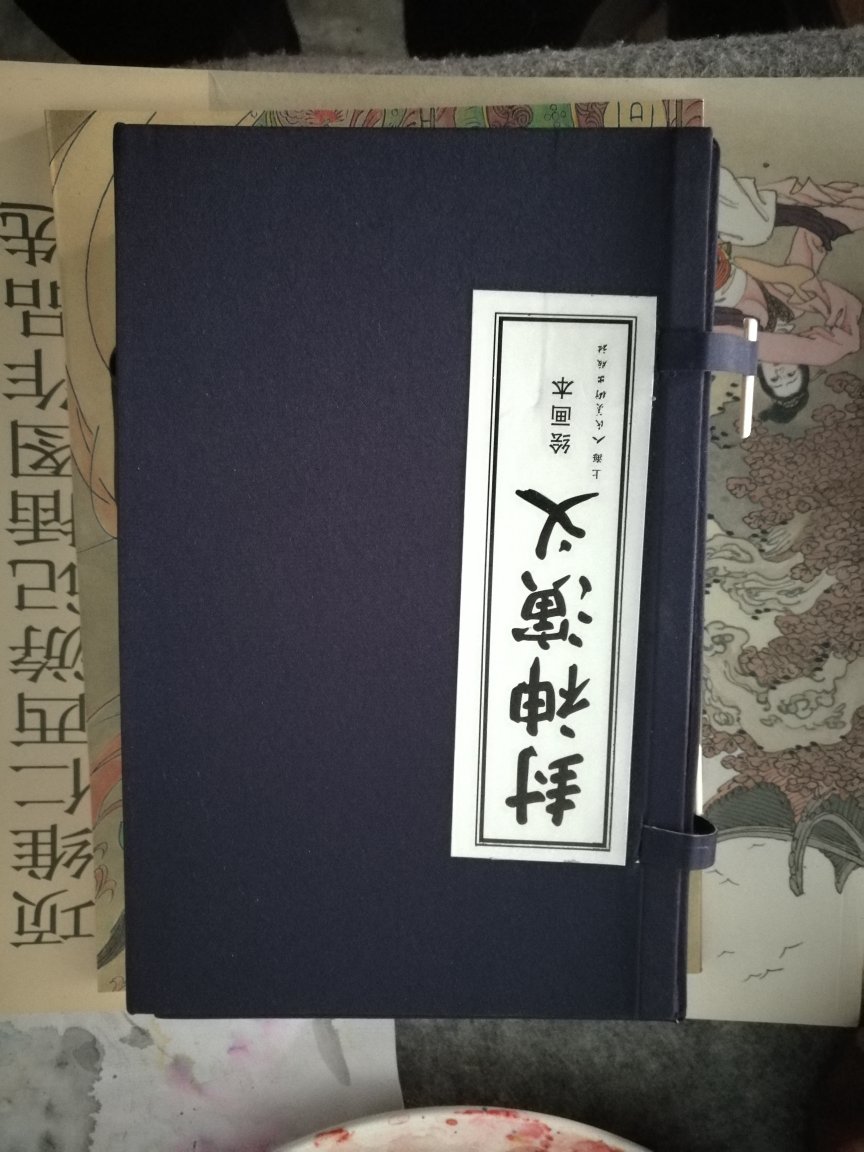 封神演义
绘画本
上海人民美術出版社
项维仁西游记插图作品选